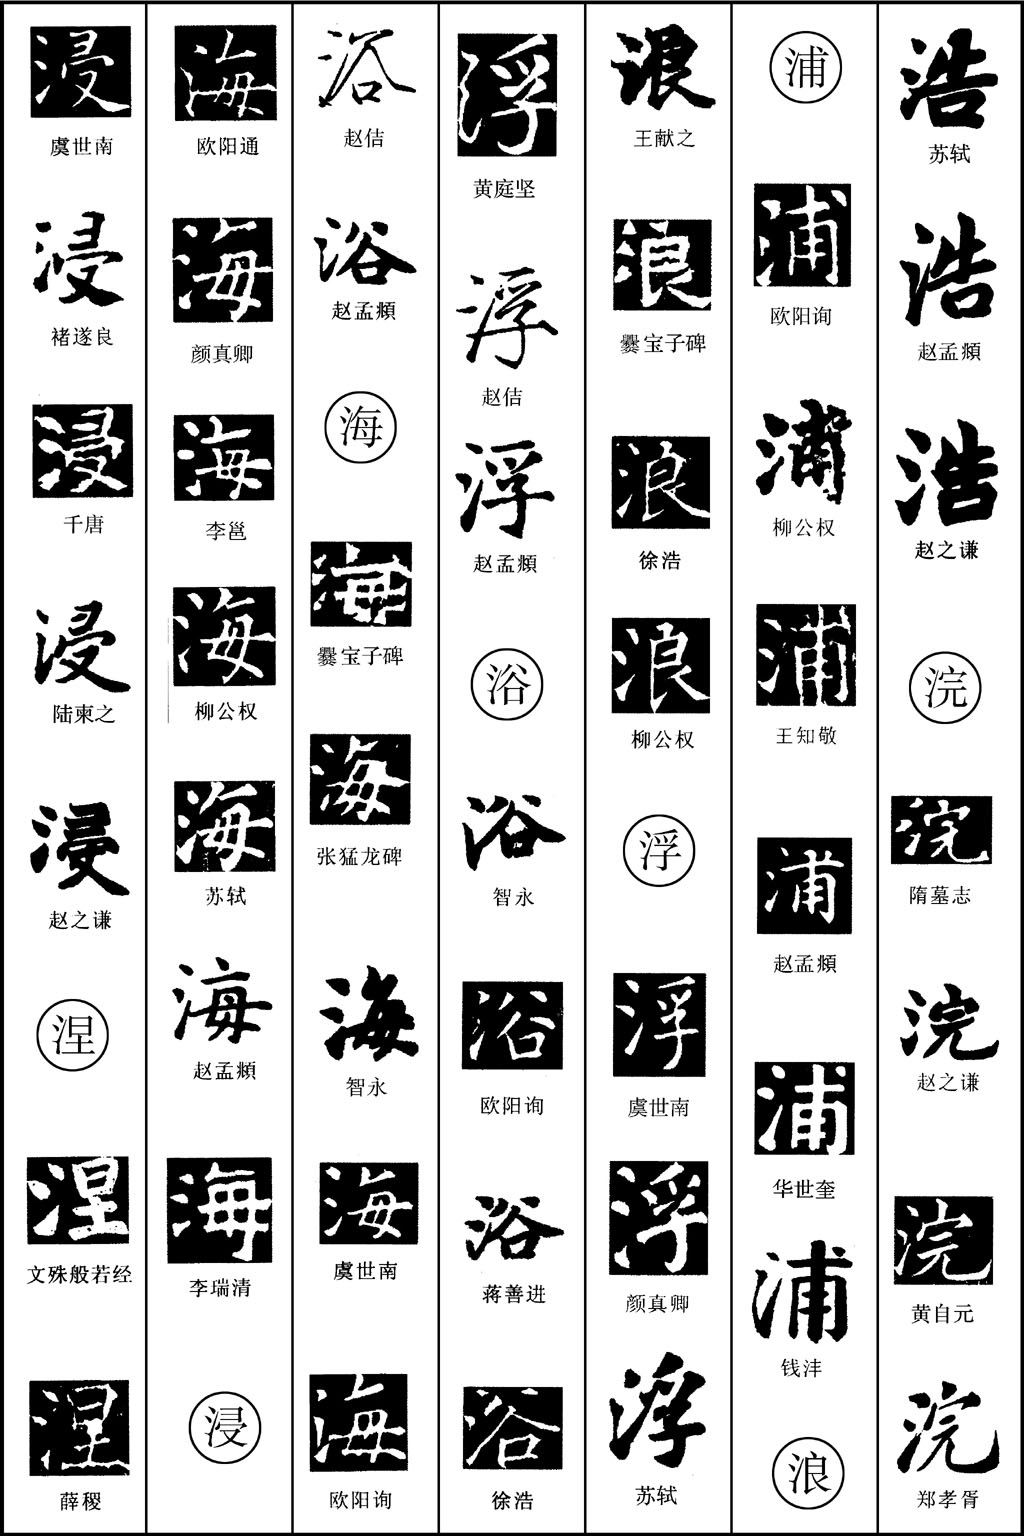 浩
苏轼
浩
赵孟頫
浩
赵之谦
浣
浣
隋墓志
浣
赵之谦
浣
黄自元
浣
郑孝胥
浦
浦
欧阳询
浦
柳公权
浦
王知敬
浦
赵孟頫
浦
华世奎
浦
钱沣
浪
浪
王献之
浪
爨宝子碑
浪
徐浩
浪
柳公权
浮
浮
虞世南
浮
颜真卿
浮
苏轼
浮
黄庭坚
浮
赵佶
浮
赵孟頫
浴
浴
智永
浴
欧阳询
浴
蒋善进
浴
徐浩
浴
赵佶
浴
赵孟頫
海
海
爨宝子碑
海
张猛龙碑
海
智永
海
虞世南
海
欧阳询
海
欧阳通
海
颜真卿
海
李邕
海
柳公权
海
苏轼
海
赵孟頫
海
李瑞清
浸
浸
虞世南
浸
褚遂良
浸
千唐
浸
陆柬之
浸
赵之谦
涅
涅
文殊般若经
涅
薛稷